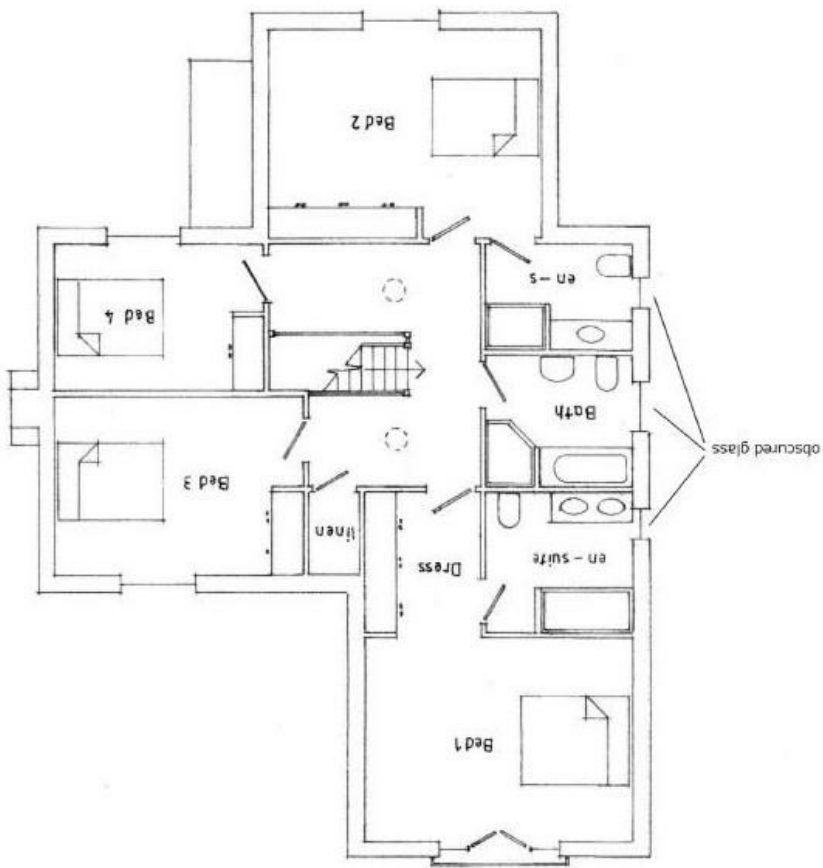 Bed 1
en-suite
Dress
linen
Bed 3
obscured glass
Bath
Bed 4
en-s
Bed 2